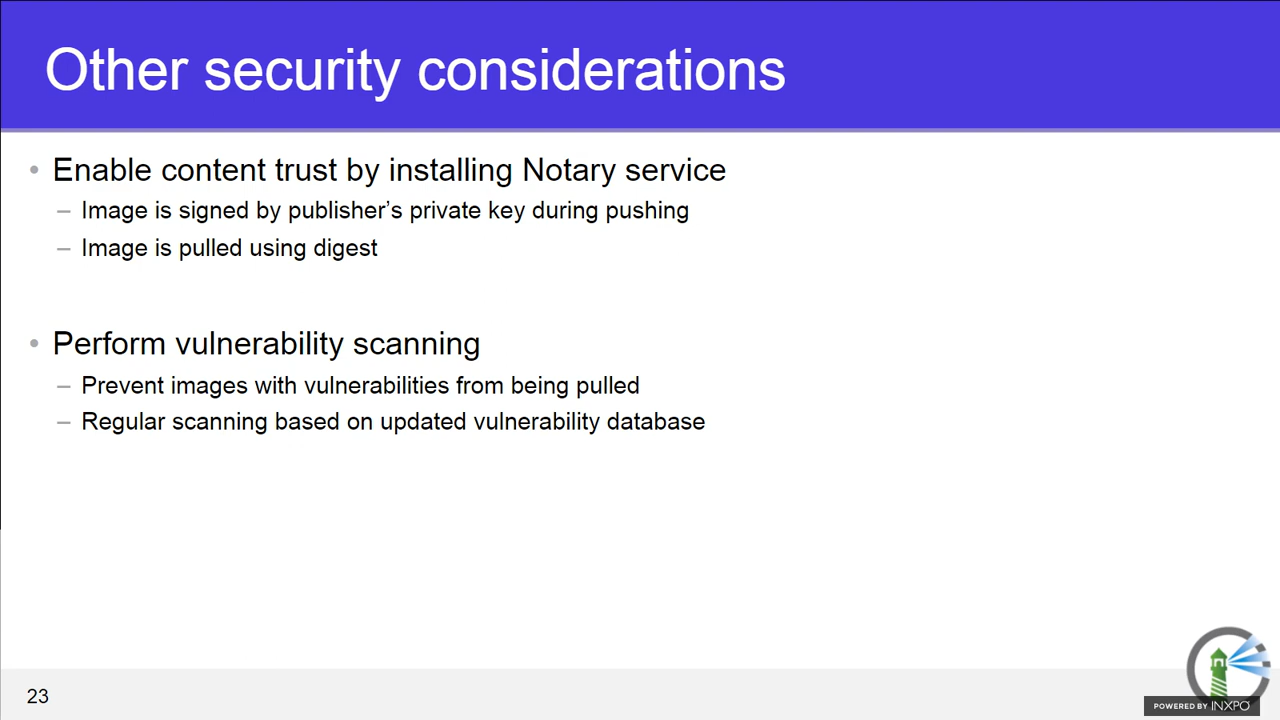 Other security considerations
• Enable content trust by installing Notary service
– Image is signed by publisher’s private key during pushing
– Image is pulled using digest
• Perform vulnerability scanning
– Prevent images with vulnerabilities from being pulled
– Regular scanning based on updated vulnerability database
23
POWERED BY INXPO